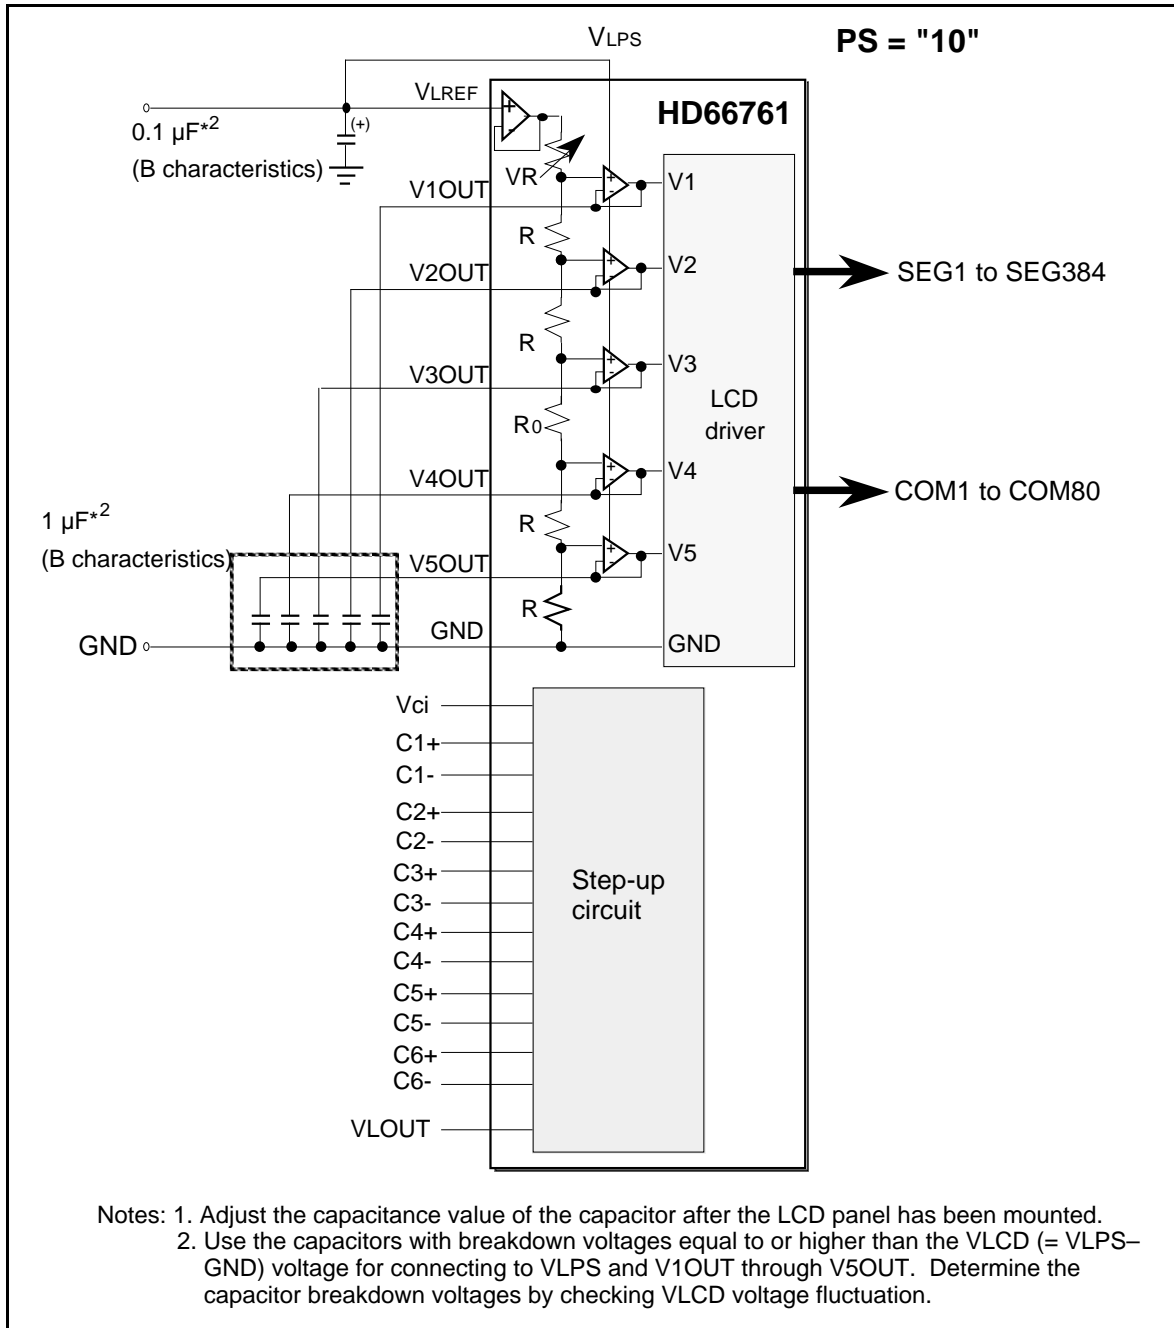 VLPS
PS = "10"
VLREF
HD66761
0.1 µF*2
(B characteristics)
(+)
+
-
VR
V1OUT
+
-
V1
R
V2OUT
+
-
V2
SEG1 to SEG384
R
V3OUT
+
-
V3
LCD
driver
R0
V4OUT
+
-
V4
COM1 to COM80
1 µF*2
(B characteristics)
R
V5OUT
+
-
V5
R
GND
GND
GND
Vci
C1+
C1-
C2+
C2-
C3+
C3-
C4+
C4-
C5+
C5-
C6+
C6-
VLOUT
Step-up
circuit
Notes: 1. Adjust the capacitance value of the capacitor after the LCD panel has been mounted.
2. Use the capacitors with breakdown voltages equal to or higher than the VLCD (= VLPS–
GND) voltage for connecting to VLPS and V1OUT through V5OUT. Determine the
capacitor breakdown voltages by checking VLCD voltage fluctuation.